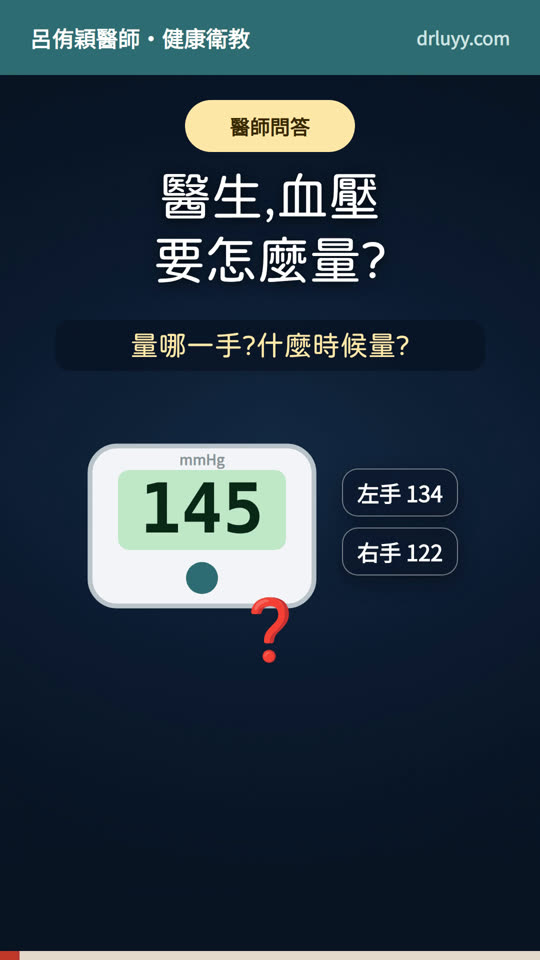 呂侑穎醫師・健康衛教
drluyy.com
醫師問答
醫生,血壓
要怎麼量?
量哪一手?什麼時候量?
mmHg
145
左手 134
右手 122
❓